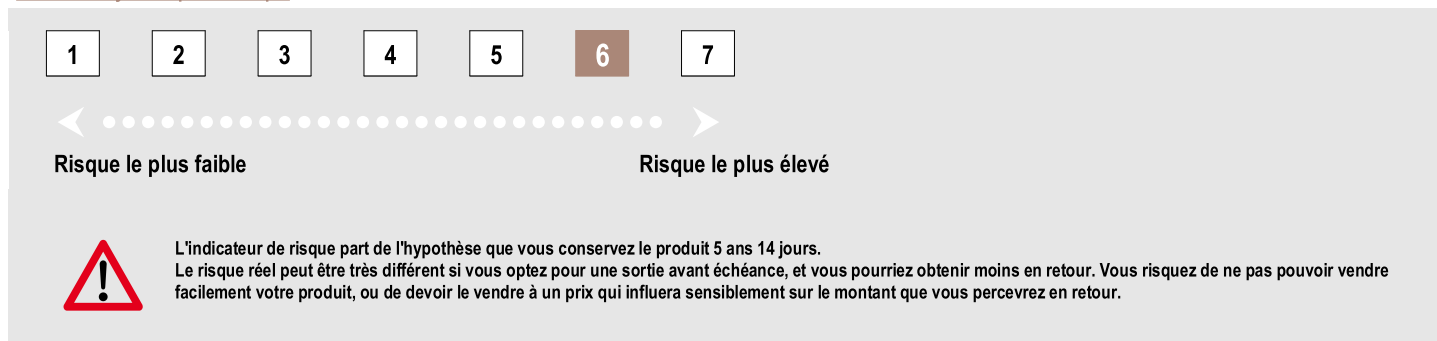 1 2 3 4 5 6 7
Risque le plus faible Risque le plus élevé
L'indicateur de risque part de l'hypothèse que vous conservez le produit 5 ans 14 jours.
Le risque réel peut être très différent si vous optez pour une sortie avant échéance, et vous pourriez obtenir moins en retour. Vous risquez de ne pas pouvoir vendre
facilement votre produit, ou de devoir le vendre à un prix qui influera sensiblement sur le montant que vous percevrez en retour.